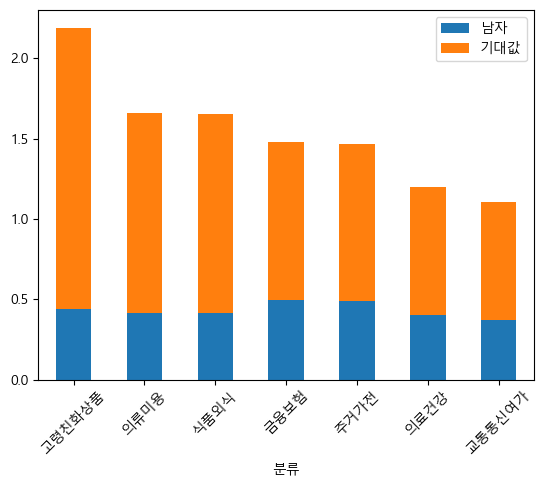 남자
기대값
2.0
1.5
1.0
0.5
0.0
고령친화상품
의류미용
식품외식
금융보험
주거가전
의료건강
교통통신여가
분류